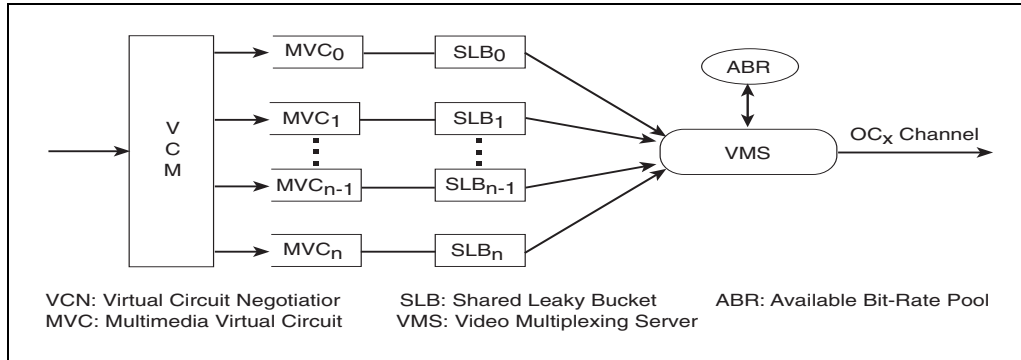 MVC0 SLB0
ABR
V
C
M
MVC1 SLB1
OCx Channel
VMS
MVCn-1 SLBn-1
MVCn SLBn
VCN: Virtual Circuit Negotiatior SLB: Shared Leaky Bucket ABR: Available Bit-Rate Pool
MVC: Multimedia Virtual Circuit VMS: Video Multiplexing Server